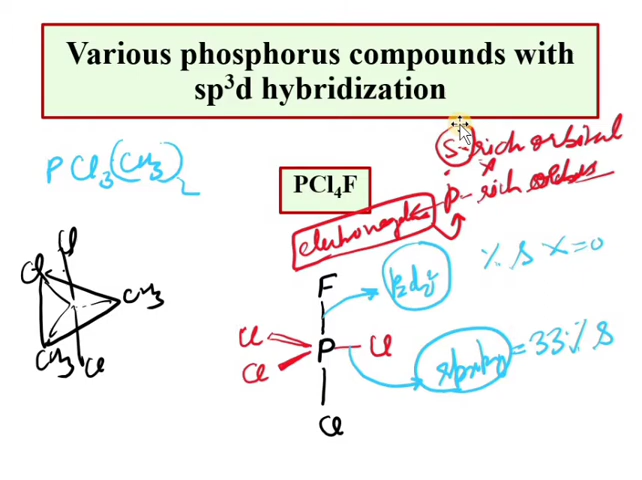 Various phosphorus compounds with
sp³d hybridization
S-rich orbital
PCl₃(CH₃)₂
PCl₄F
p-rich
electronegative
% S = 0
Cl
F
Cl
CH₃
Cl
P
Cl
= 33% S
CH₃
Cl
Cl
Cl